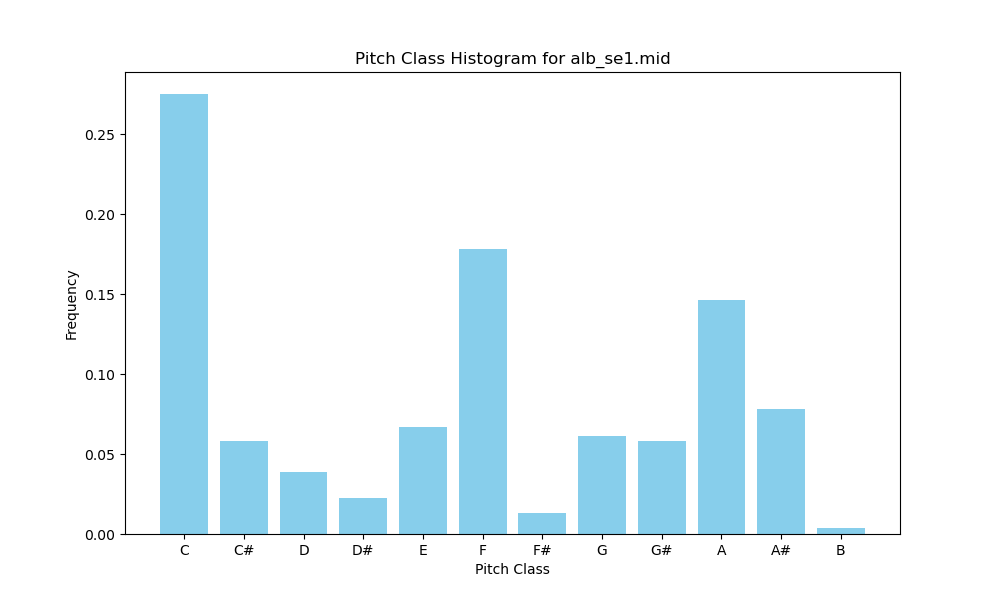 Pitch Class Histogram for alb_se1.mid
Frequency
0.25
0.20
0.15
0.10
0.05
0.00
C C# D D# E F F# G G# A A# B
Pitch Class